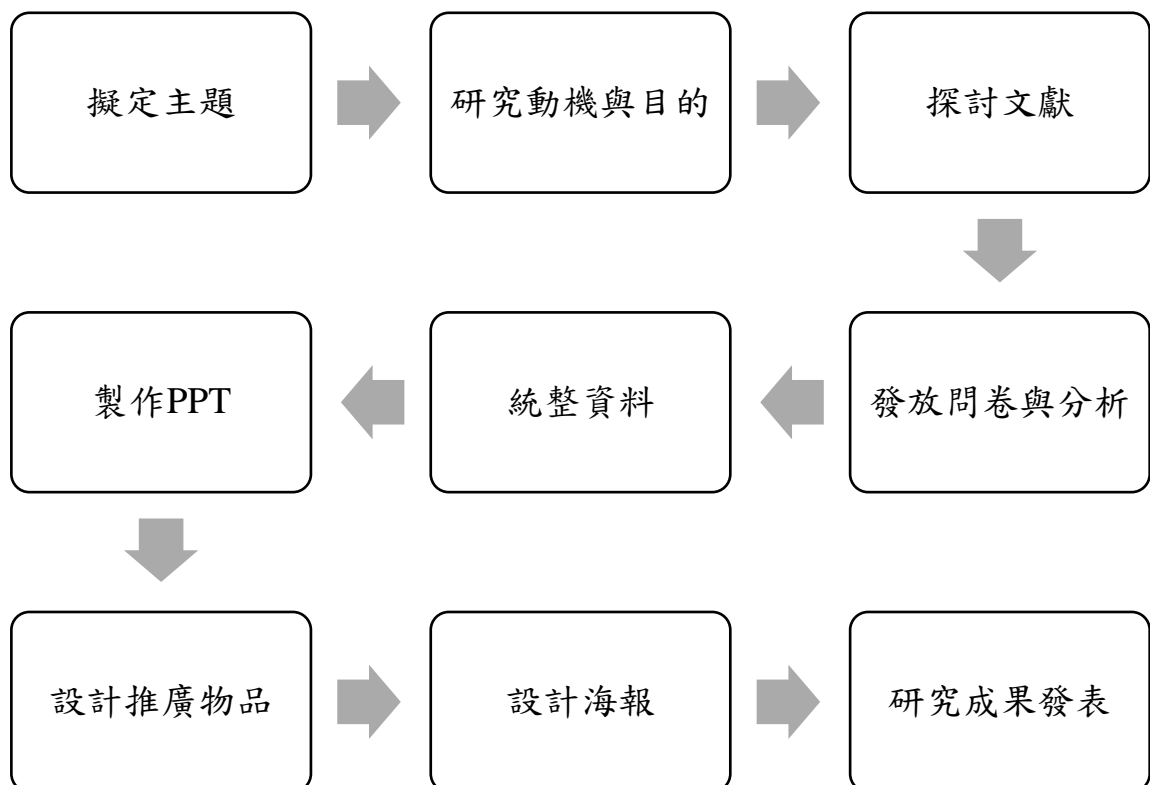 擬定主題
研究動機與目的
探討文獻
發放問卷與分析
統整資料
製作PPT
設計推廣物品
設計海報
研究成果發表